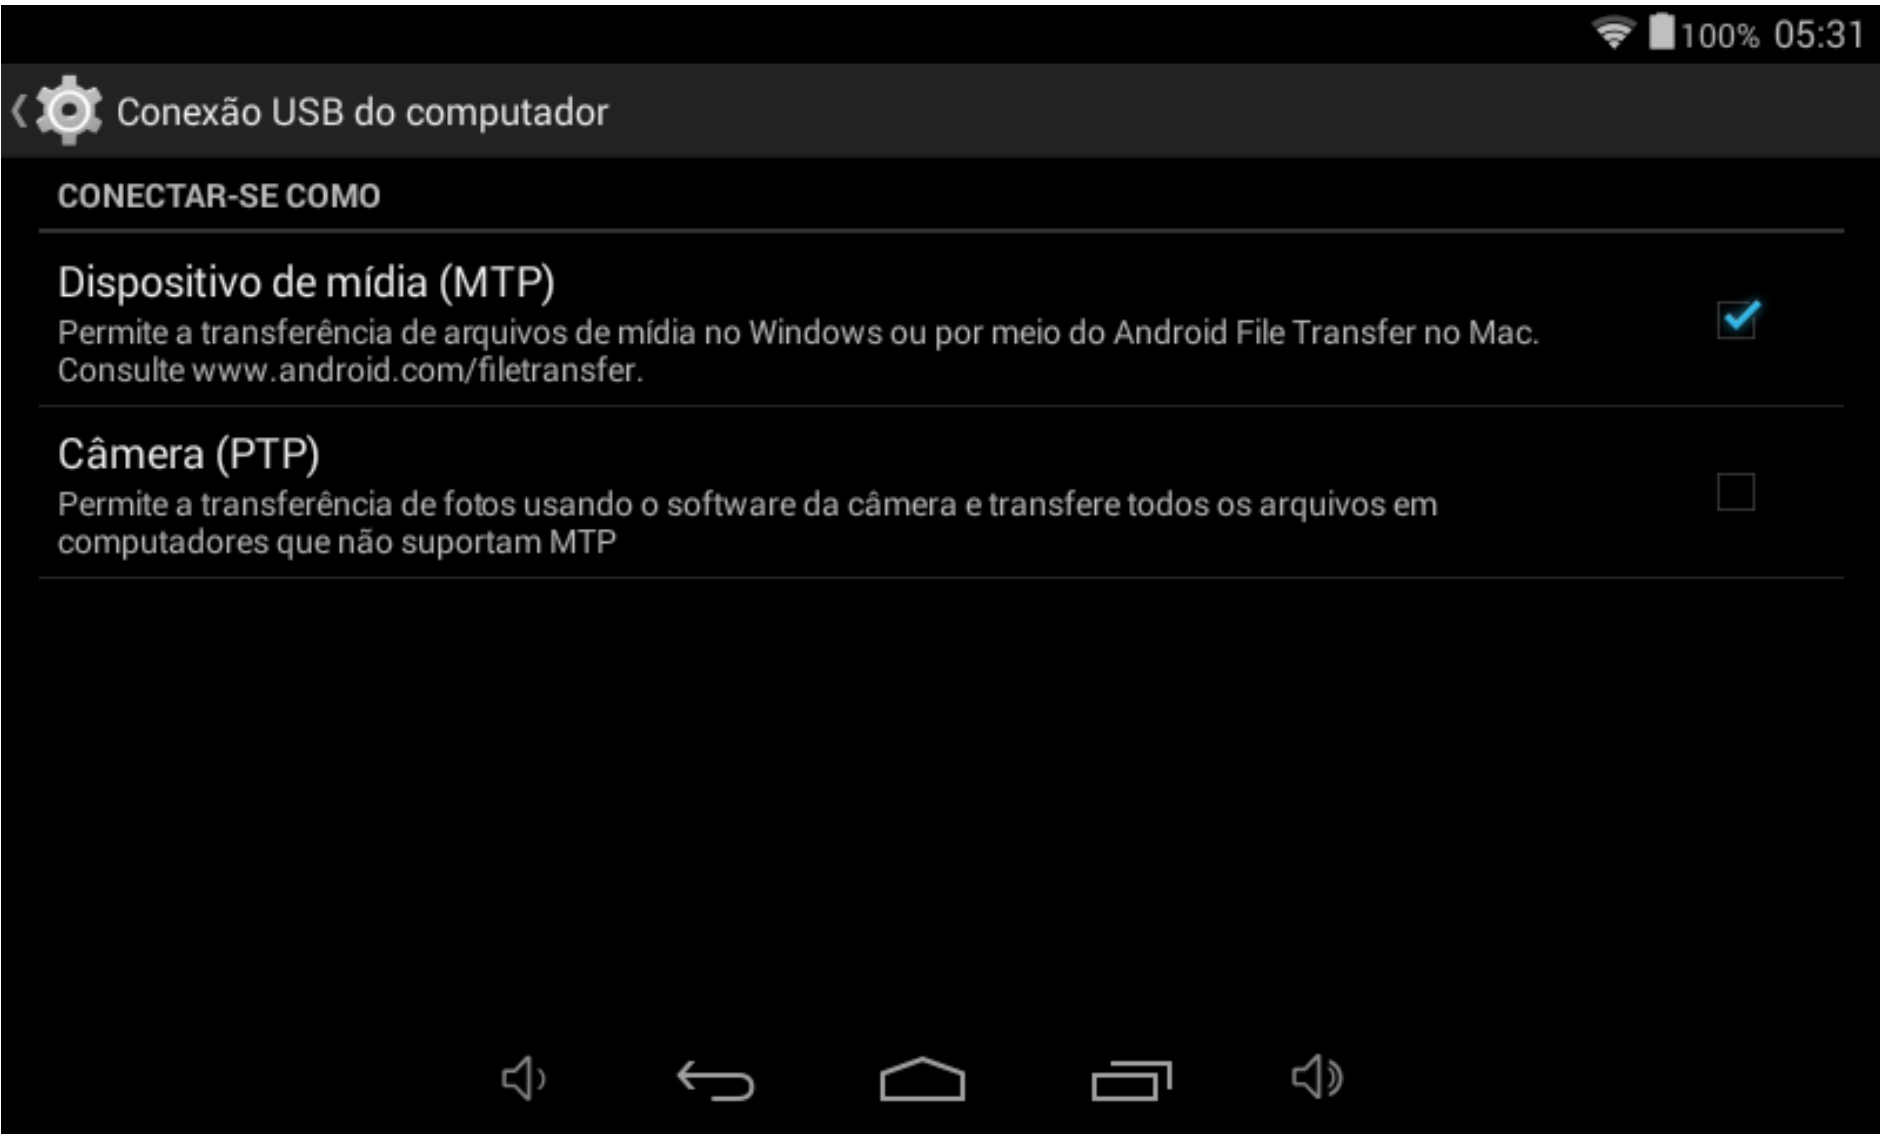 100% 05:31
Conexão USB do computador
CONECTAR-SE COMO
Dispositivo de mídia (MTP)
Permite a transferência de arquivos de mídia no Windows ou por meio do Android File Transfer no Mac.
Consulte www.android.com/filetransfer.
Câmera (PTP)
Permite a transferência de fotos usando o software da câmera e transfere todos os arquivos em
computadores que não suportam MTP